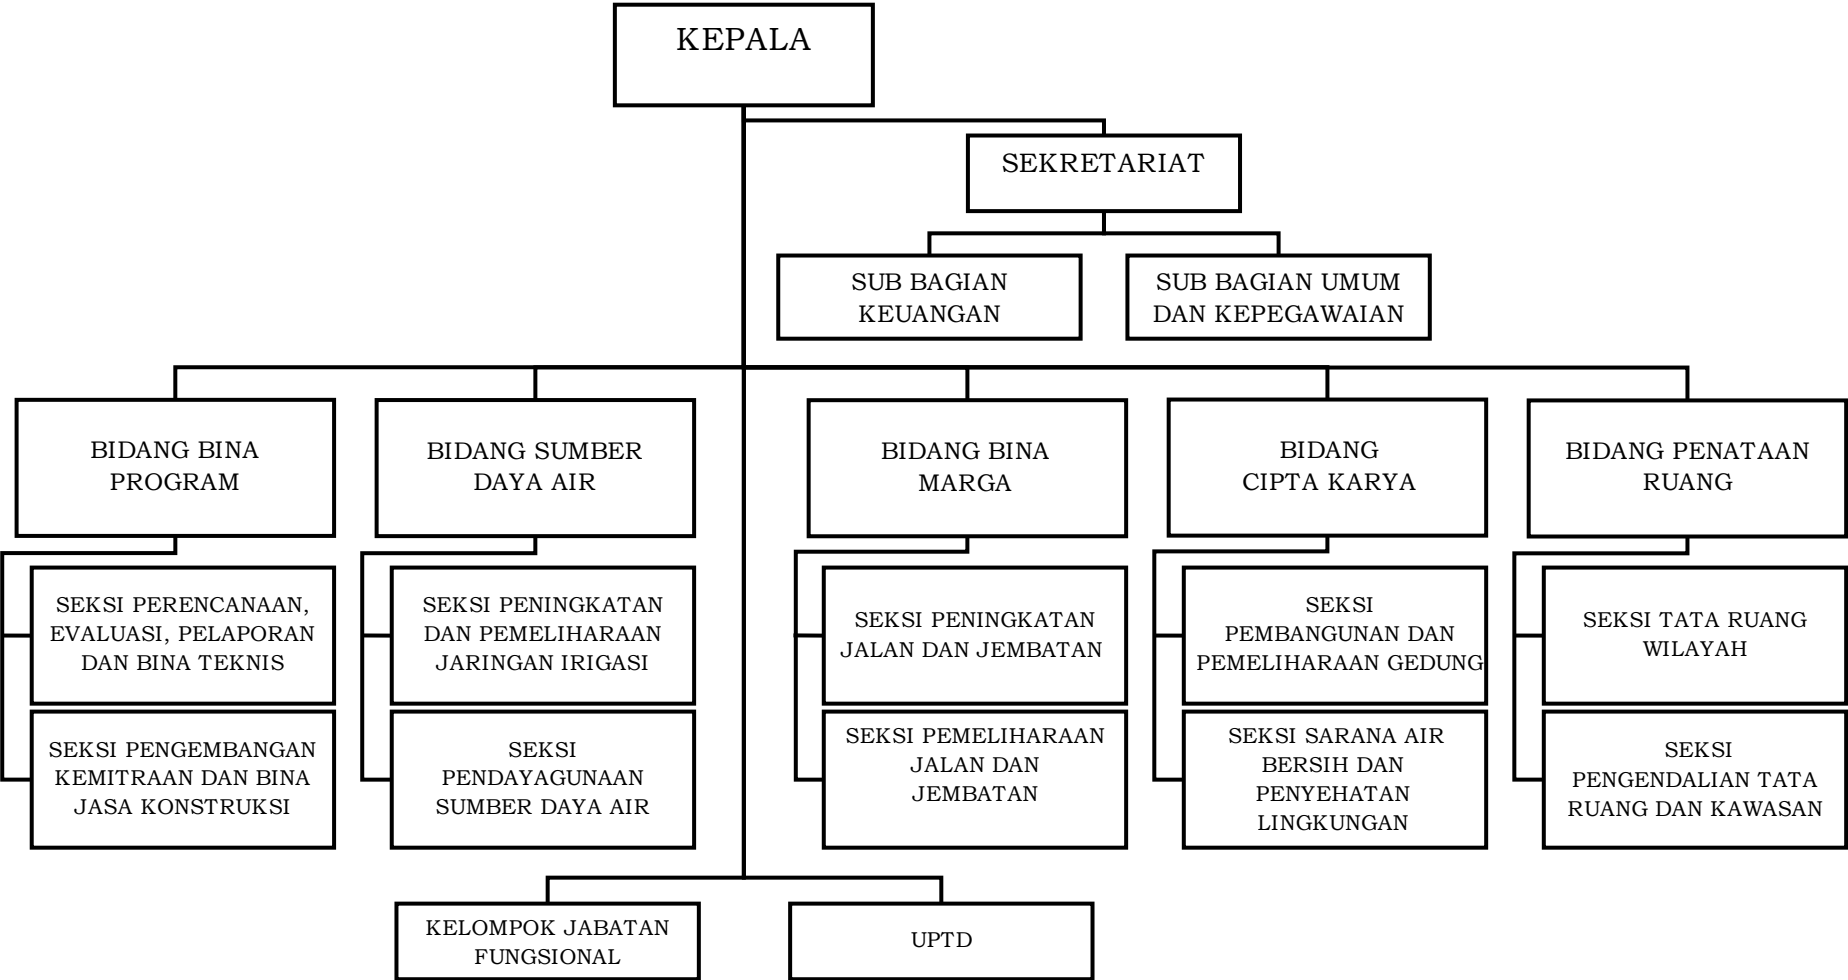 KEPALA
SEKRETARIAT
SUB BAGIAN
KEUANGAN
SUB BAGIAN UMUM
DAN KEPEGAWAIAN
BIDANG BINA
PROGRAM
BIDANG SUMBER
DAYA AIR
BIDANG BINA
MARGA
BIDANG
CIPTA KARYA
BIDANG PENATAAN
RUANG
SEKSI PERENCANAAN,
EVALUASI, PELAPORAN
DAN BINA TEKNIS
SEKSI PENINGKATAN
DAN PEMELIHARAAN
JARINGAN IRIGASI
SEKSI PENINGKATAN
JALAN DAN JEMBATAN
SEKSI
PEMBANGUNAN DAN
PEMELIHARAAN GEDUNG
SEKSI TATA RUANG
WILAYAH
SEKSI PENGEMBANGAN
KEMITRAAN DAN BINA
JASA KONSTRUKSI
SEKSI
PENDAYAGUNAAN
SUMBER DAYA AIR
SEKSI PEMELIHARAAN
JALAN DAN
JEMBATAN
SEKSI SARANA AIR
BERSIH DAN
PENYEHATAN
LINGKUNGAN
SEKSI
PENGENDALIAN TATA
RUANG DAN KAWASAN
KELOMPOK JABATAN
FUNGSIONAL
UPTD